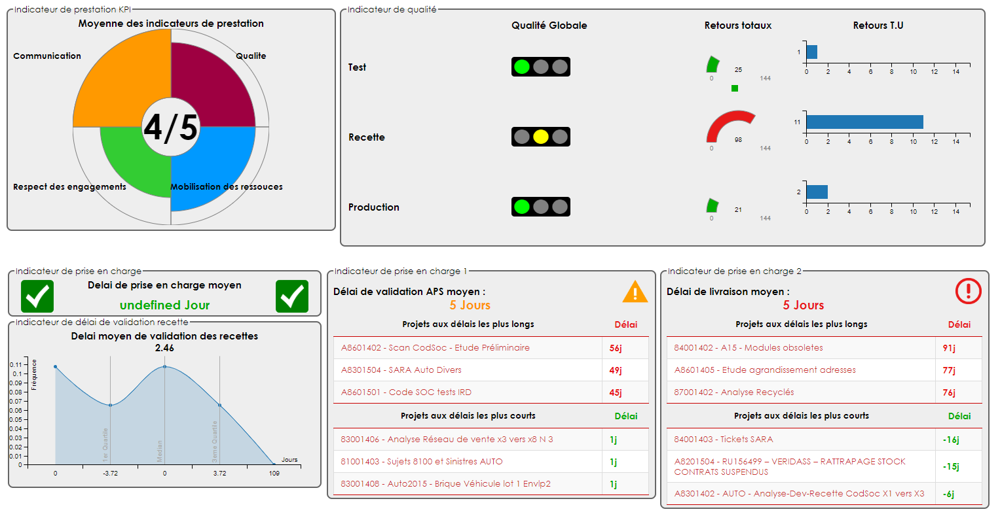 Indicateur de prestation KPI
Moyenne des indicateurs de prestation
Communication
Qualite
4/5
Respect des engagements
Mobilisation des ressouces
Indicateur de qualité
Qualité Globale
Retours totaux
Retours T.U
Test
25
0
144
1
0 2 4 6 8 10 12 14
Recette
98
0
144
11
0 2 4 6 8 10 12 14
Production
21
0
144
2
0 2 4 6 8 10 12 14
Indicateur de prise en charge
Delai de prise en charge moyen
undefined Jour
Indicateur de délai de validation recette
Delai moyen de validation des recettes
2.46
Fréquence
0.11
0.1
0.09
0.08
0.07
0.06
0.05
0.04
0.03
0.02
0.01
0
1er Quartile
Median
3eme Quartile
Jours
0 -3.72 0 3.72 109
Indicateur de prise en charge 1
Délai de validation APS moyen :
5 Jours
Projets aux délais les plus longs Délai
A8601402 - Scan CodSoc - Etude Préliminaire 56j
A8301504 - SARA Auto Divers 49j
A8601501 - Code SOC tests IRD 45j
Projets aux délais les plus courts Délai
83001406 - Analyse Réseau de vente x3 vers x8 N 3 1j
81001403 - Sujets 8100 et Sinistres AUTO 1j
83001408 - Auto2015 - Brique Véhicule lot 1 Envlp2 1j
Indicateur de prise en charge 2
Délai de livraison moyen :
5 Jours
Projets aux délais les plus longs Délai
84001402 - A15 - Modules obsoletes 91j
A8601405 - Etude agrandissement adresses 77j
87001402 - Analyse Recyclés 76j
Projets aux délais les plus courts Délai
84001403 - Tickets SARA -16j
A8201504 - RU156499 – VERIDASS – RATTRAPAGE STOCK
CONTRATS SUSPENDUS -15j
A8301402 - AUTO - Analyse-Dev-Recette CodSoc X1 vers X3 -6j